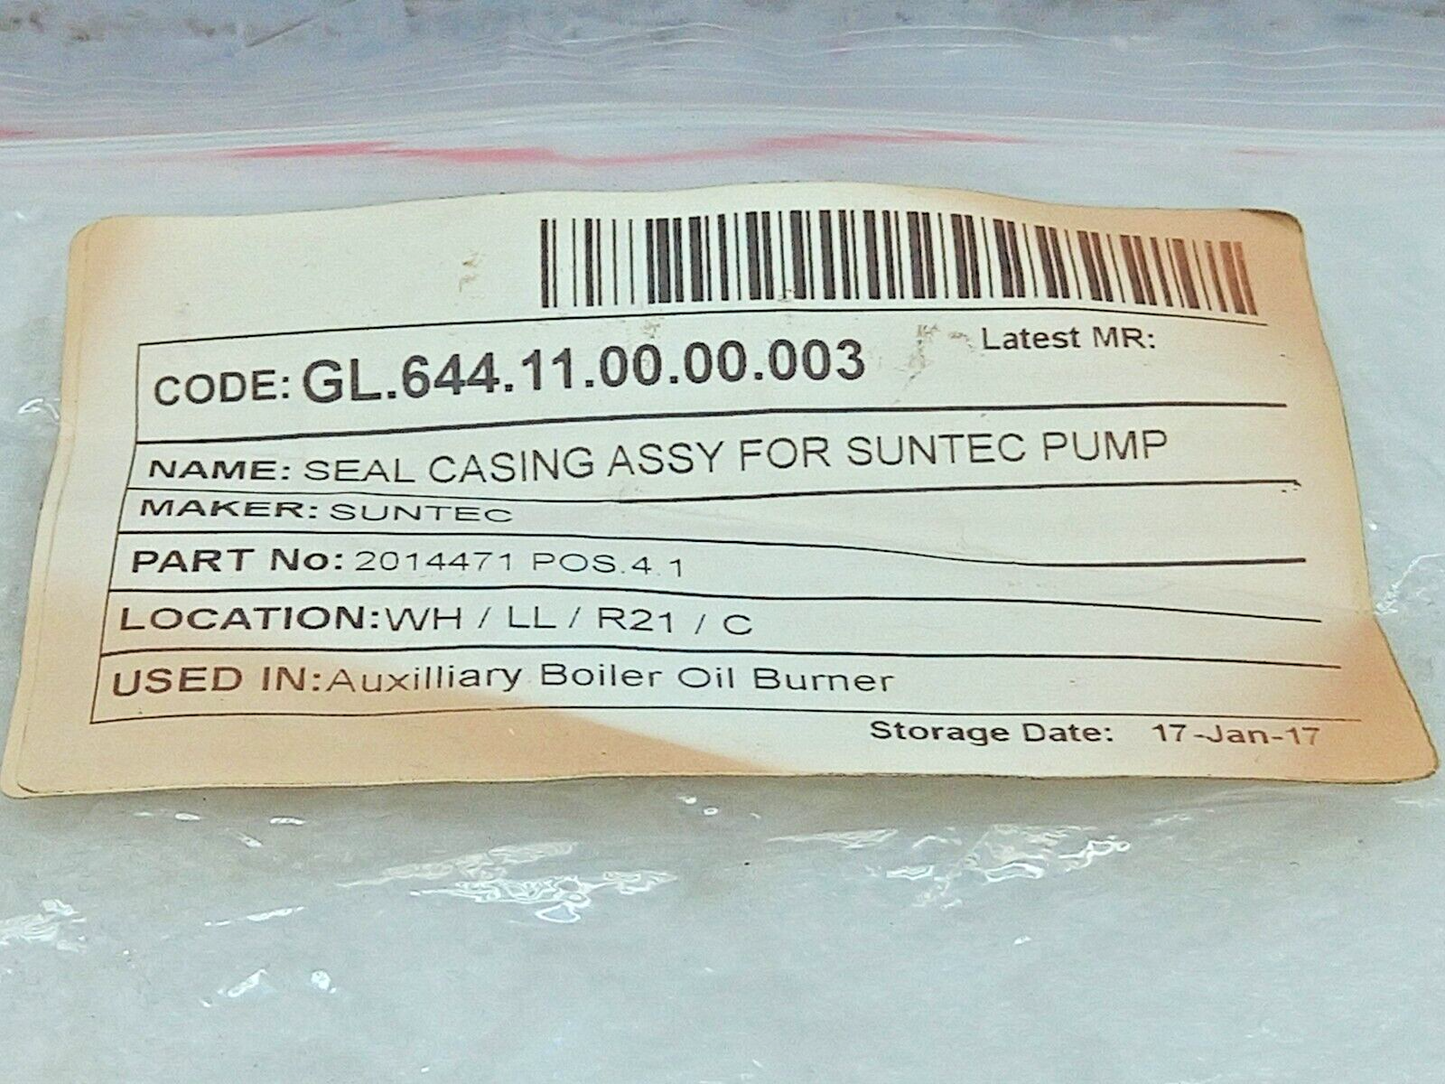 CODE: GL.644.11.00.00.003 Latest MR:
NAME: SEAL CASING ASSY FOR SUNTEC PUMP
MAKER: SUNTEC
PART No: 2014471 POS.4.1
LOCATION:WH / LL / R21 / C
USED IN:Auxilliary Boiler Oil Burner
Storage Date: 17-Jan-17